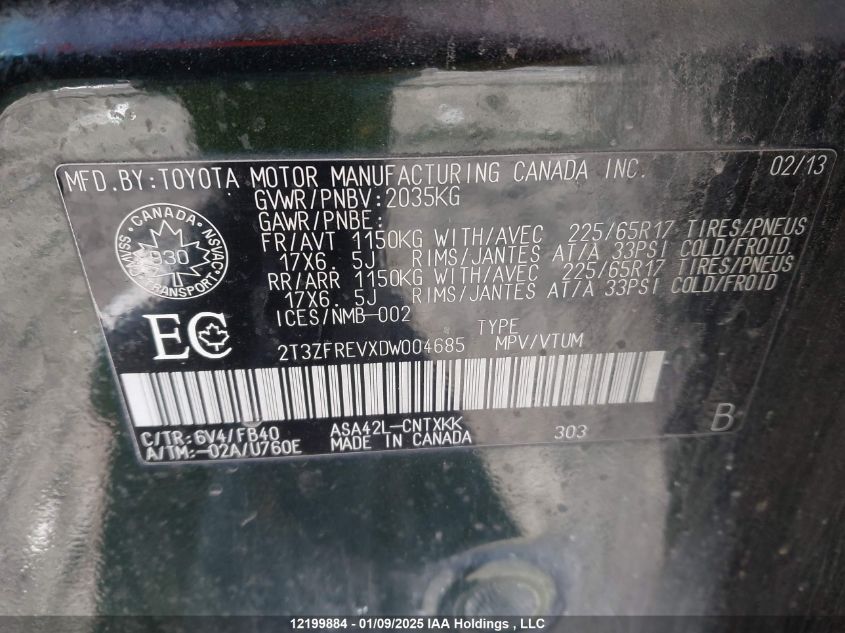 MFD.BY:TOYOTA MOTOR MANUFACTURING CANADA INC. 02/13
GVWR/PNBV:2035KG
GAWR/PNBE:
FR/AVT 1150KG WITH/AVEC 225/65R17 TIRES/PNEUS
17X6.5J RIMS/JANTES AT/A 33PSI COLD/FROID
RR/ARR 1150KG WITH/AVEC 225/65R17 TIRES/PNEUS
17X6.5J RIMS/JANTES AT/A 33PSI COLD/FROID
ICES/NMB-002
CANADA
CMVSS
930
NSVAC
TRANSPORT
EC
TYPE
2T3ZFREVXDW004685 MPV/VTUM
C/TR:6V4/FB40 ASA42L-CNTXKK
A/TM:-02A/U760E MADE IN CANADA 303 B
12199884 - 01/09/2025 IAA Holdings, LLC